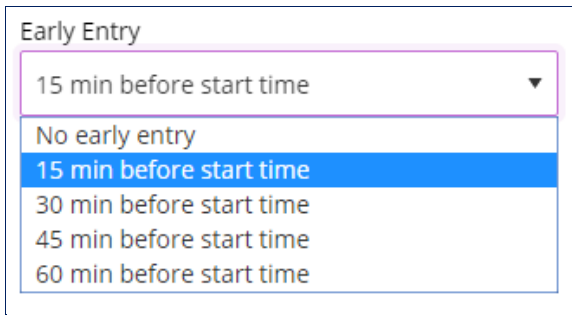 Early Entry
15 min before start time
No early entry
15 min before start time
30 min before start time
45 min before start time
60 min before start time